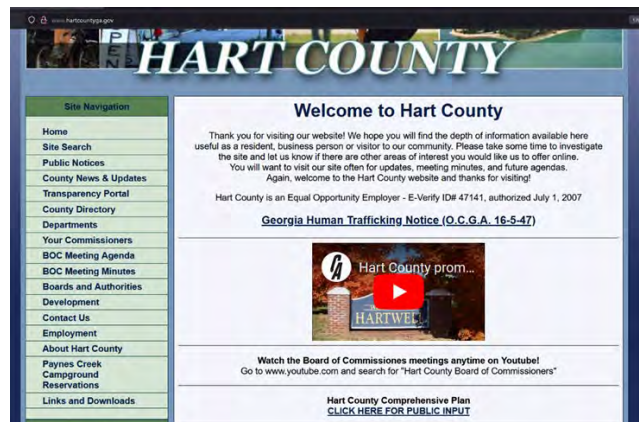 www.hartcountyga.gov
OPEN
HART COUNTY
Site Navigation
Home
Site Search
Public Notices
County News & Updates
Transparency Portal
County Directory
Departments
Your Commissioners
BOC Meeting Agenda
BOC Meeting Minutes
Boards and Authorities
Development
Contact Us
Employment
About Hart County
Paynes Creek
Campground
Reservations
Links and Downloads
Welcome to Hart County
Thank you for visiting our website! We hope you will find the depth of information available here
useful as a resident, business person or visitor to our community. Please take some time to investigate
the site and let us know if there are other areas of interest you would like us to offer online.
You will want to visit our site often for updates, meeting minutes, and future agendas.
Again, welcome to the Hart County website and thanks for visiting!
Hart County is an Equal Opportunity Employer - E-Verify ID# 47141, authorized July 1, 2007
Georgia Human Trafficking Notice (O.C.G.A. 16-5-47)
Hart County prom...
HARTWELL
Watch the Board of Commissiones meetings anytime on Youtube!
Go to www.youtube.com and search for "Hart County Board of Commissioners"
Hart County Comprehensive Plan
CLICK HERE FOR PUBLIC INPUT